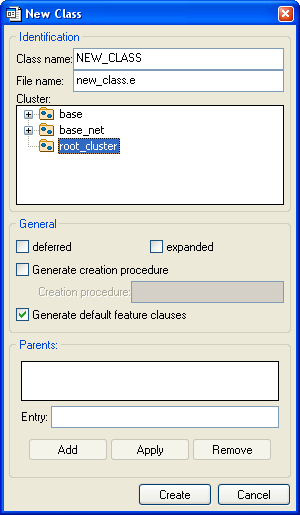 New Class
Identification
Class name: NEW_CLASS
File name: new_class.e
Cluster:
base
base_net
root_cluster
General
deferred expanded
Generate creation procedure
Creation procedure:
Generate default feature clauses
Parents:
Entry:
Add Apply Remove
Create Cancel